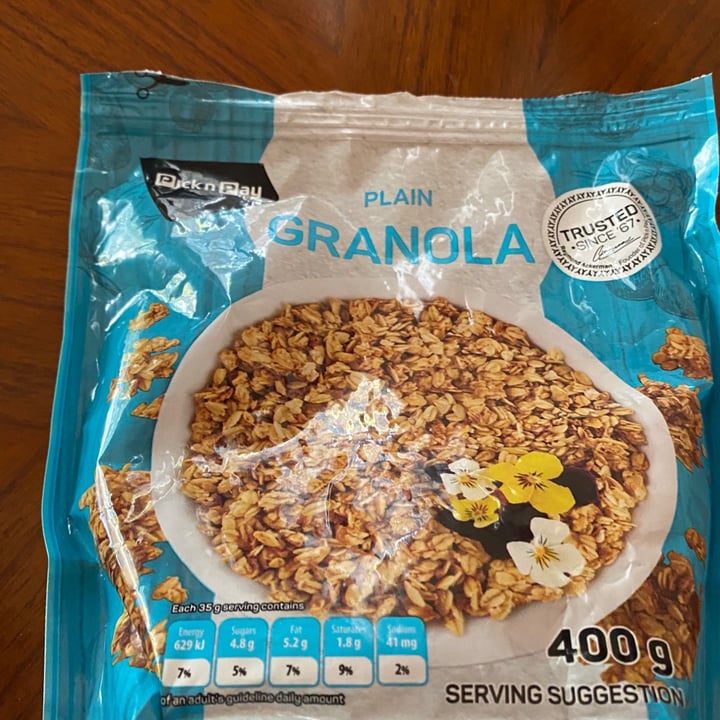 Pick n Pay
PLAIN
GRANOLA
TRUSTED
•SINCE '67•
Raymond Ackerman
Each 35 g serving contains
Energy Sugars Fat Saturates Sodium
629 kJ 4.8 g 5.2 g 1.8 g 41 mg
7% 5% 7% 9% 2%
of an adult's guideline daily amount
400 g
SERVING SUGGESTION